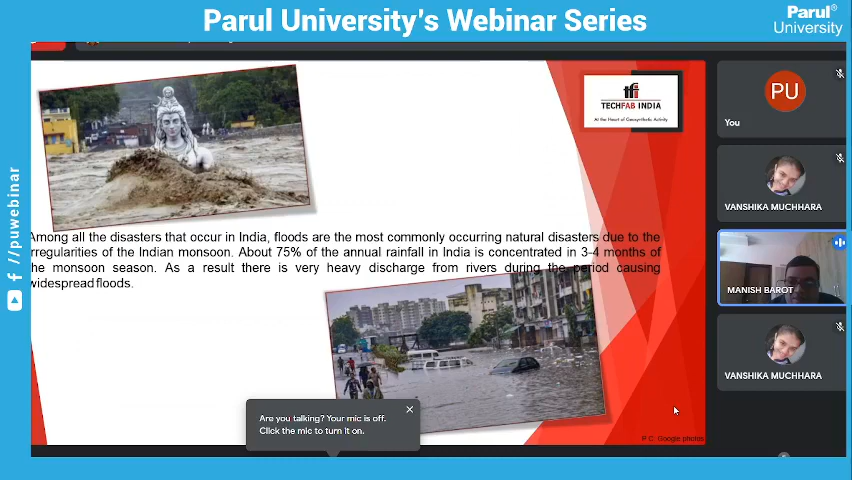 Parul University's Webinar Series
Parul®
University
TECHFAB INDIA
At the Heart of Geosynthetic Activity
PU
You
VANSHIKA MUCHHARA
MANISH BAROT
VANSHIKA MUCHHARA
Among all the disasters that occur in India, floods are the most commonly occurring natural disasters due to the
irregularities of the Indian monsoon. About 75% of the annual rainfall in India is concentrated in 3-4 months of
the monsoon season. As a result there is very heavy discharge from rivers during the period causing
widespread floods.
Are you talking? Your mic is off.
Click the mic to turn it on.
P.C. Google photos
f //puwebinar